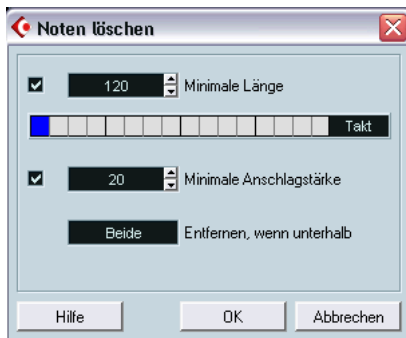 Noten löschen
120 Minimale Länge
Takt
20 Minimale Anschlagstärke
Beide Entfernen, wenn unterhalb
Hilfe OK Abbrechen